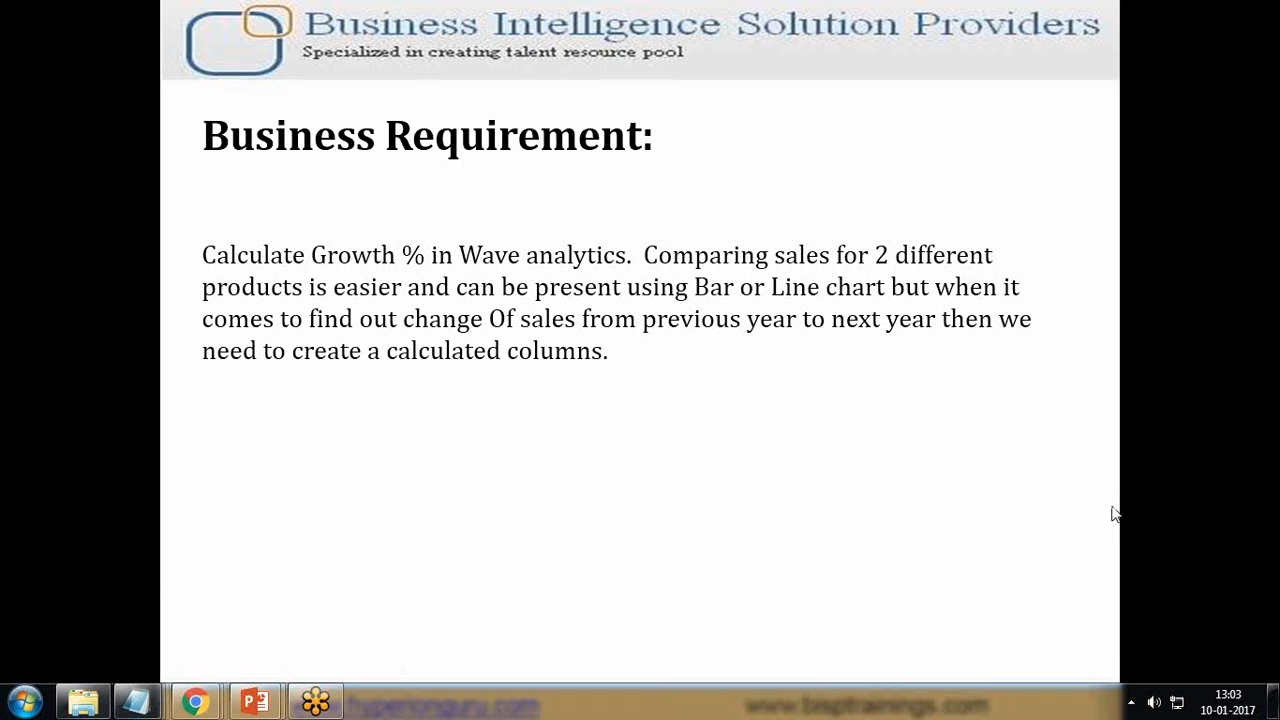 Business Intelligence Solution Providers
Specialized in creating talent resource pool
Business Requirement:
Calculate Growth % in Wave analytics.  Comparing sales for 2 different
products is easier and can be present using Bar or Line chart but when it
comes to find out change Of sales from previous year to next year then we
need to create a calculated columns.
www.bisptrainings.com
13:03
10-01-2017